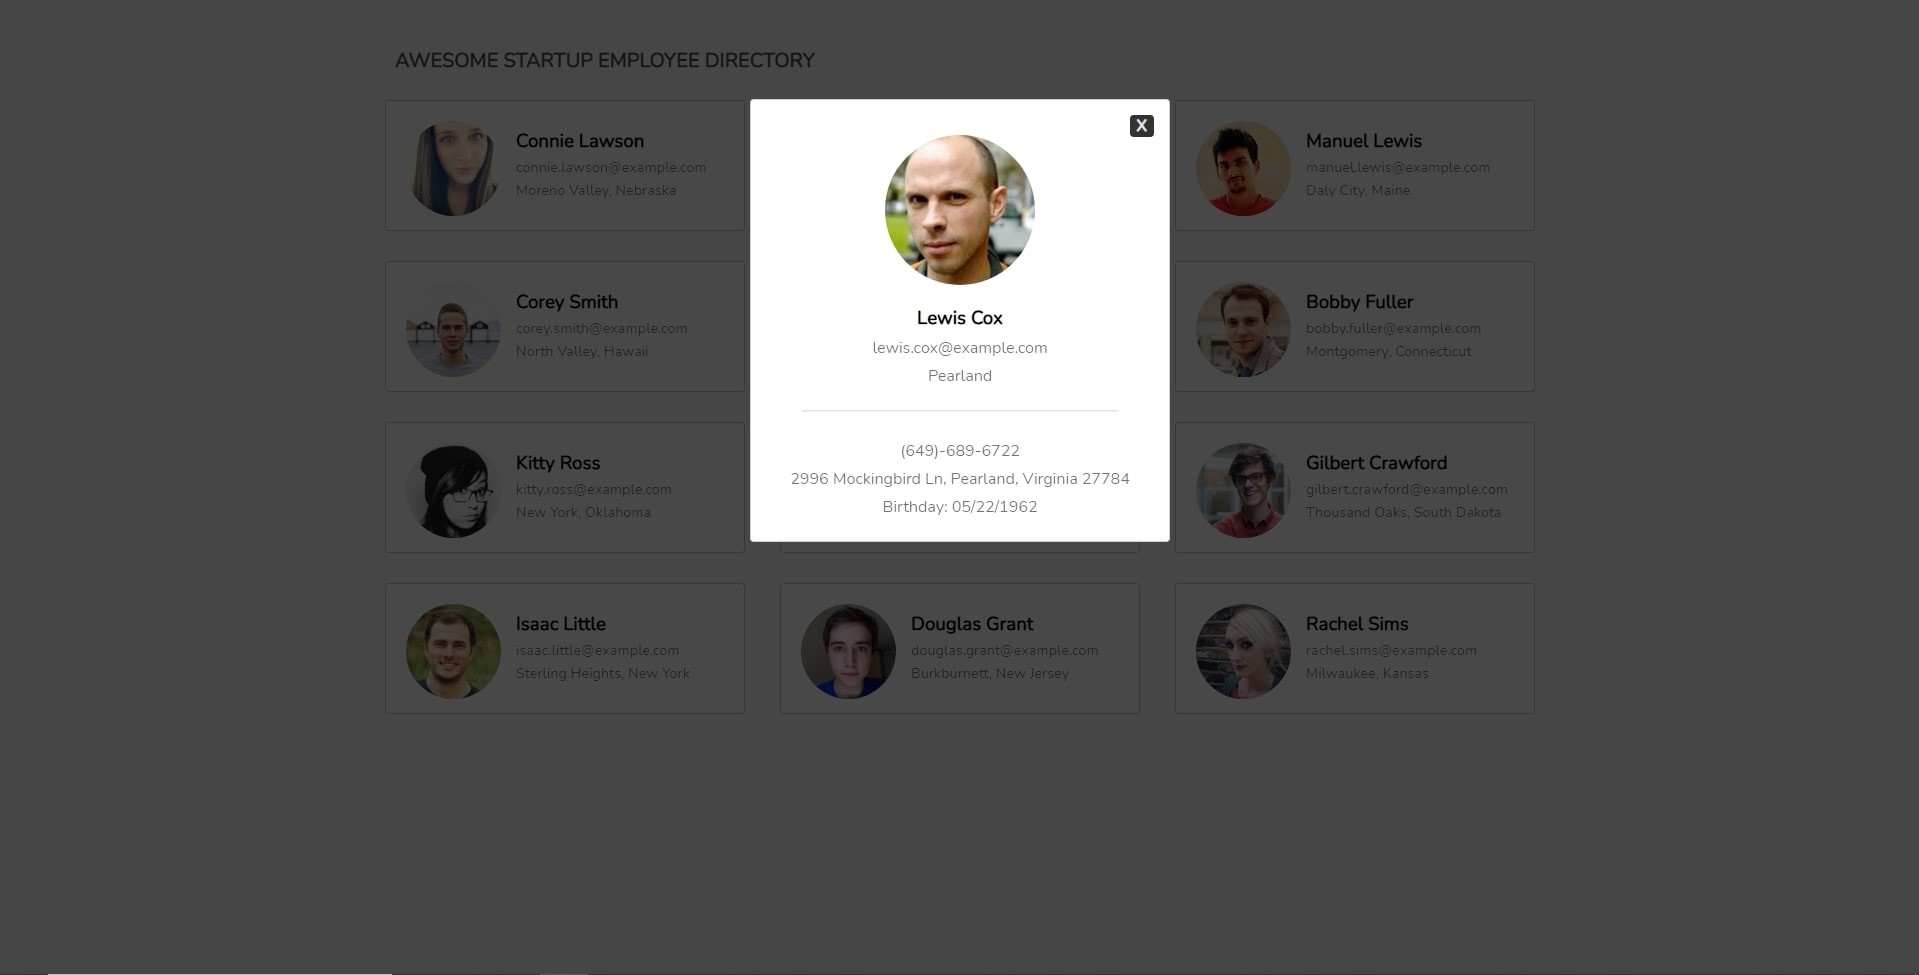 AWESOME STARTUP EMPLOYEE DIRECTORY
Connie Lawson
connie.lawson@example.com
Moreno Valley, Nebraska
X
Lewis Cox
lewis.cox@example.com
Pearland
(649)-689-6722
2996 Mockingbird Ln, Pearland, Virginia 27784
Birthday: 05/22/1962
Manuel Lewis
manuel.lewis@example.com
Daly City, Maine
Corey Smith
corey.smith@example.com
North Valley, Hawaii
Bobby Fuller
bobby.fuller@example.com
Montgomery, Connecticut
Kitty Ross
kitty.ross@example.com
New York, Oklahoma
Gilbert Crawford
gilbert.crawford@example.com
Thousand Oaks, South Dakota
Isaac Little
isaac.little@example.com
Sterling Heights, New York
Douglas Grant
douglas.grant@example.com
Burkburnett, New Jersey
Rachel Sims
rachel.sims@example.com
Milwaukee, Kansas